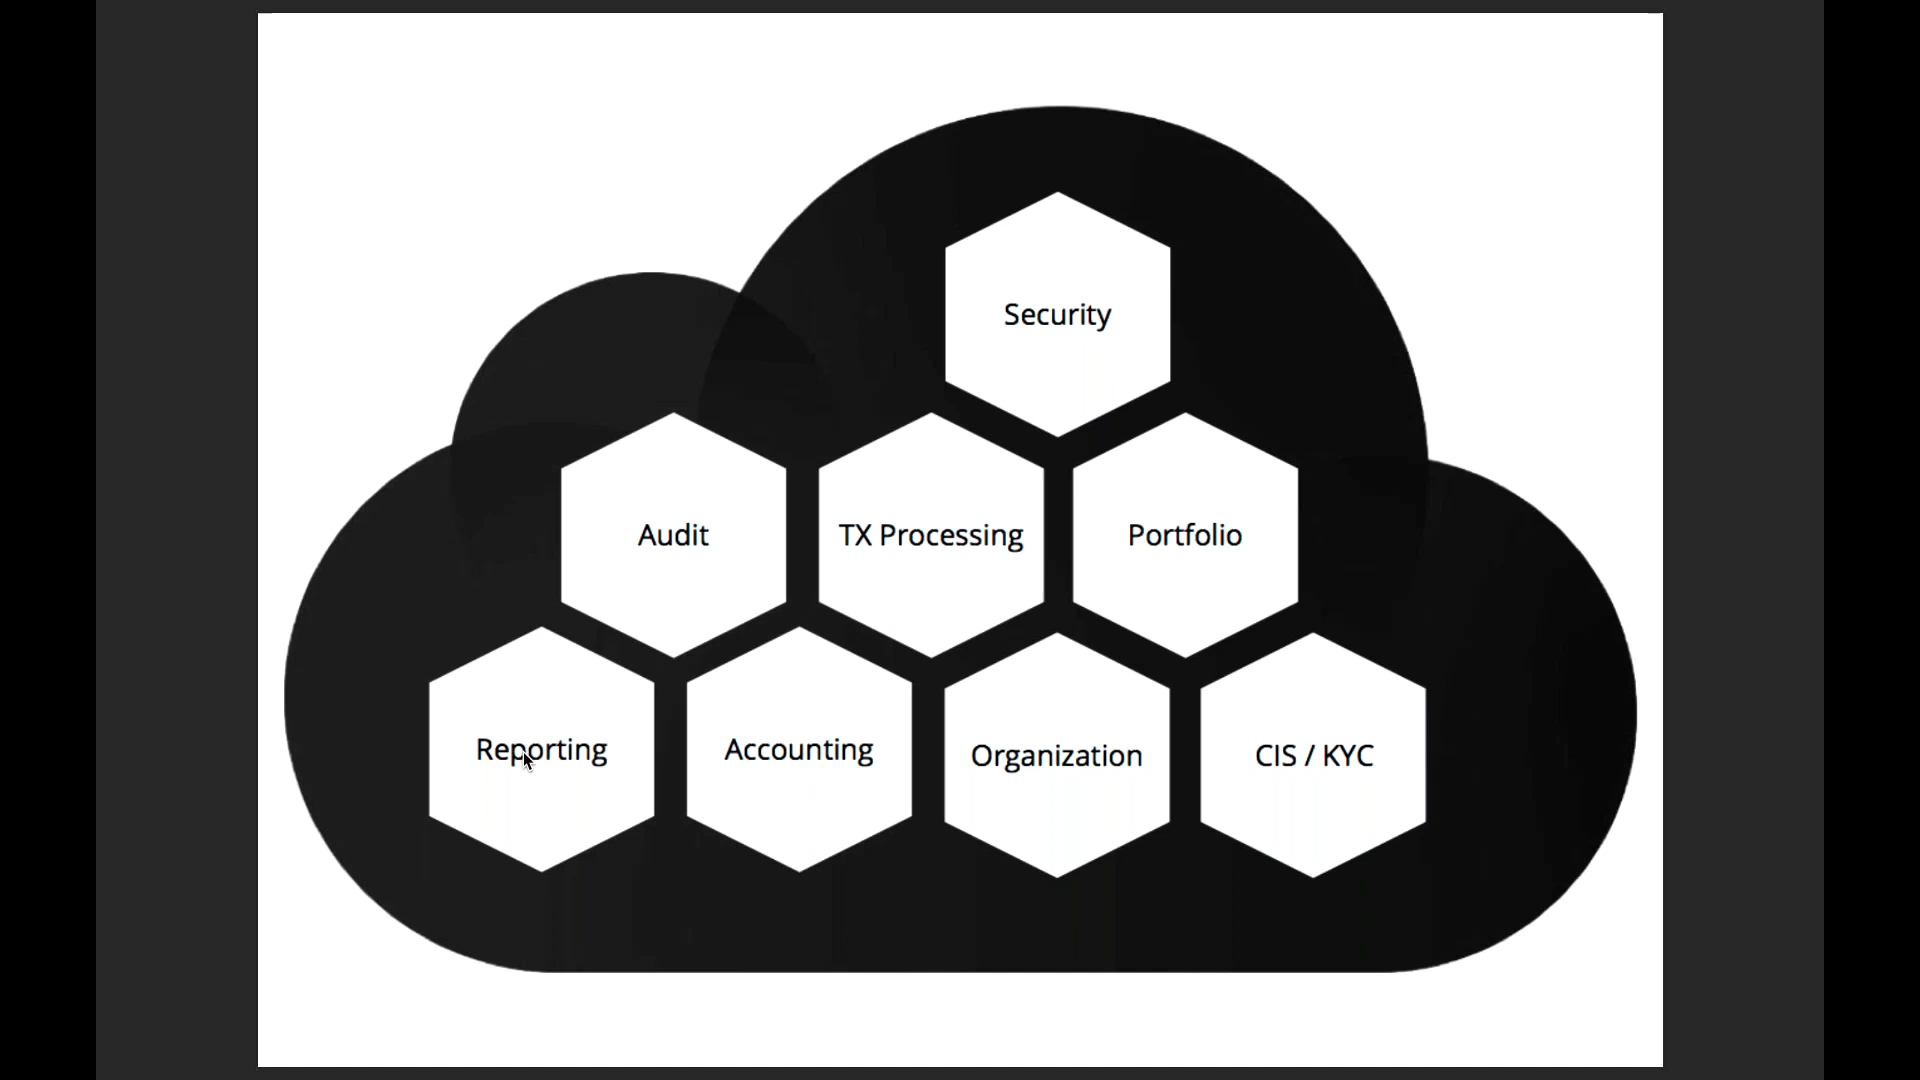 Security
Audit
TX Processing
Portfolio
Reporting
Accounting
Organization
CIS / KYC